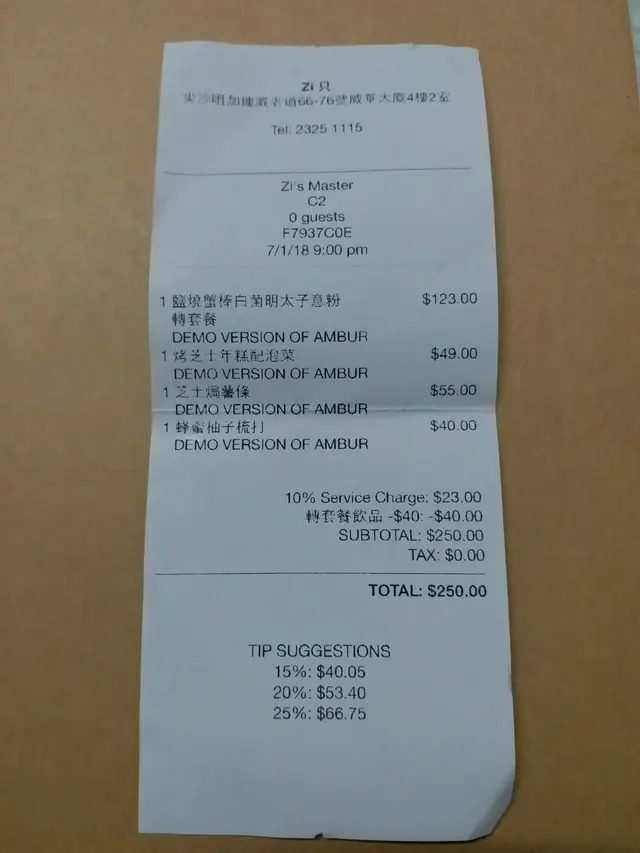 Zi 只
尖沙咀加連威老道66-76號威華大廈4樓2室
Tel: 2325 1115
Zi's Master
C2
0 guests
F7937C0E
7/1/18 9:00 pm
1 鹽燒蟹棒白菌明太子意粉 $123.00
轉套餐
DEMO VERSION OF AMBUR
1 烤芝士年糕配泡菜 $49.00
DEMO VERSION OF AMBUR
1 芝士焗薯條 $55.00
DEMO VERSION OF AMBUR
1 蜂蜜柚子梳打 $40.00
DEMO VERSION OF AMBUR
10% Service Charge: $23.00
轉套餐飲品 -$40: -$40.00
SUBTOTAL: $250.00
TAX: $0.00
TOTAL: $250.00
TIP SUGGESTIONS
15%: $40.05
20%: $53.40
25%: $66.75